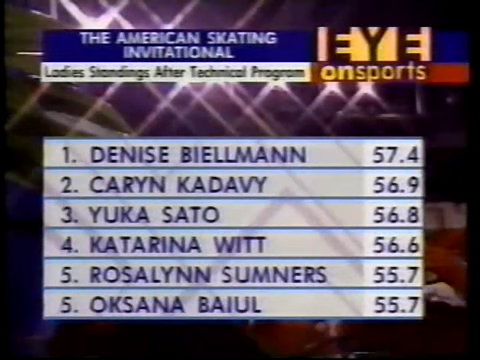 THE AMERICAN SKATING
INVITATIONAL
Ladies Standings After Technical Program
EYE
onsports
1. DENISE BIELLMANN 57.4
2. CARYN KADAVY 56.9
3. YUKA SATO 56.8
4. KATARINA WITT 56.6
5. ROSALYNN SUMNERS 55.7
5. OKSANA BAIUL 55.7